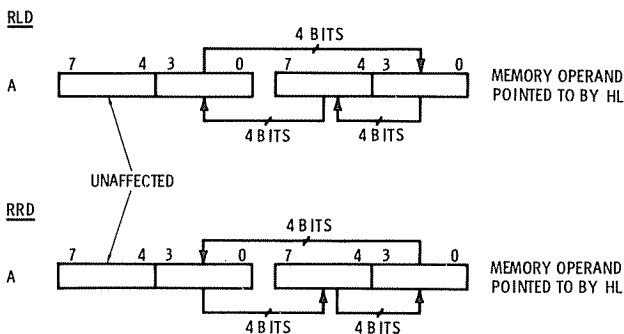 RLD
4 BITS
7 4 3 0 7 4 3 0
A
MEMORY OPERAND
POINTED TO BY HL
4 BITS 4 BITS
UNAFFECTED
RRD
4 BITS
7 4 3 0 7 4 3 0
A
MEMORY OPERAND
POINTED TO BY HL
4 BITS 4 BITS